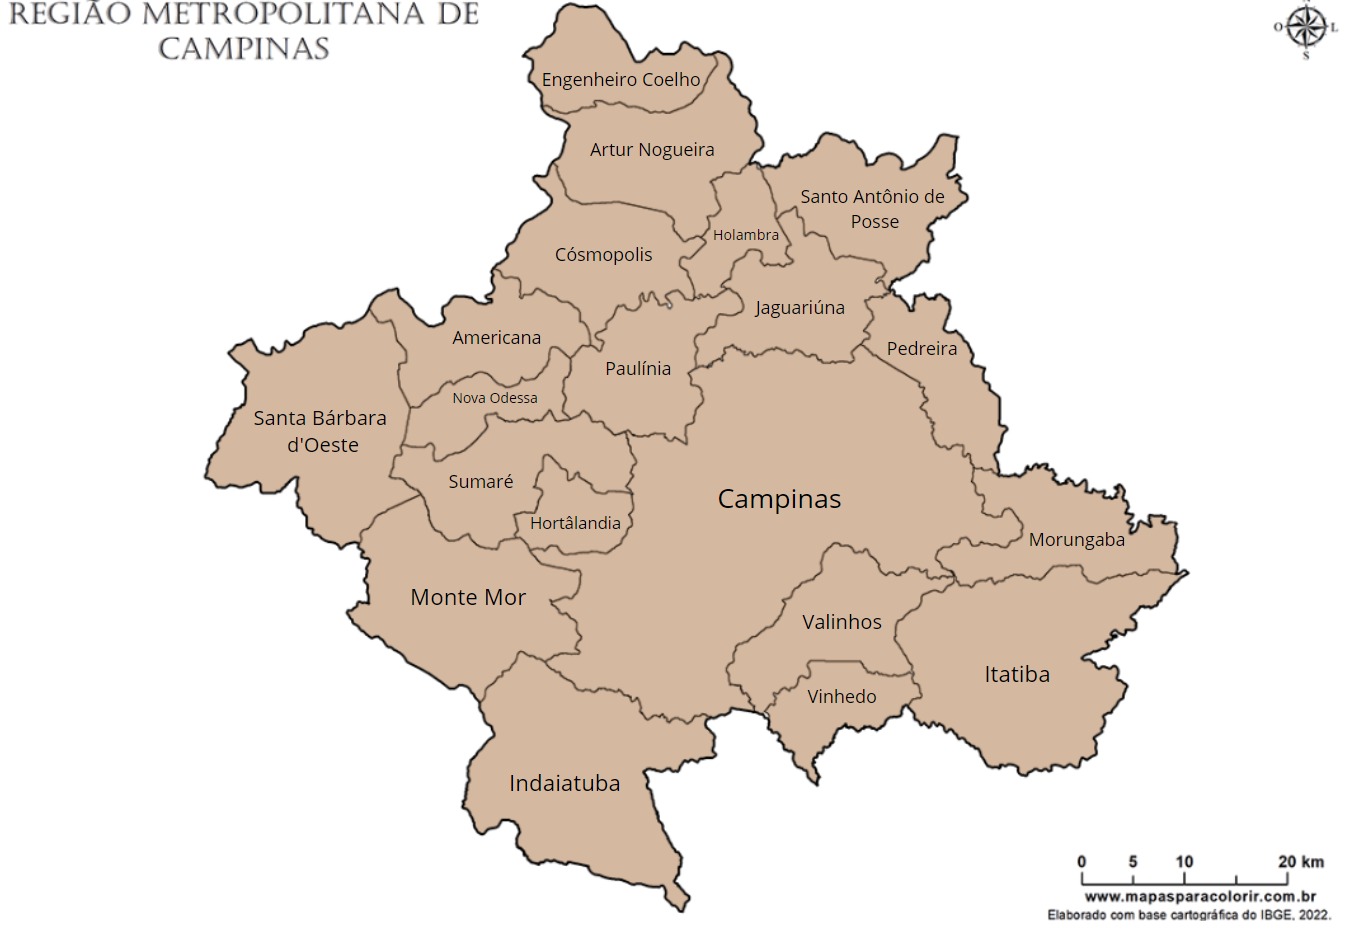 REGIÃO METROPOLITANA DE
CAMPINAS
O L
S
Engenheiro Coelho
Artur Nogueira
Santo Antônio de
Posse
Holambra
Cósmopolis
Jaguariúna
Americana
Pedreira
Paulínia
Nova Odessa
Santa Bárbara
d'Oeste
Sumaré
Campinas
Hortâlandia
Morungaba
Monte Mor
Valinhos
Itatiba
Vinhedo
Indaiatuba
0 5 10 20 km
www.mapasparacolorir.com.br
Elaborado com base cartográfica do IBGE, 2022.